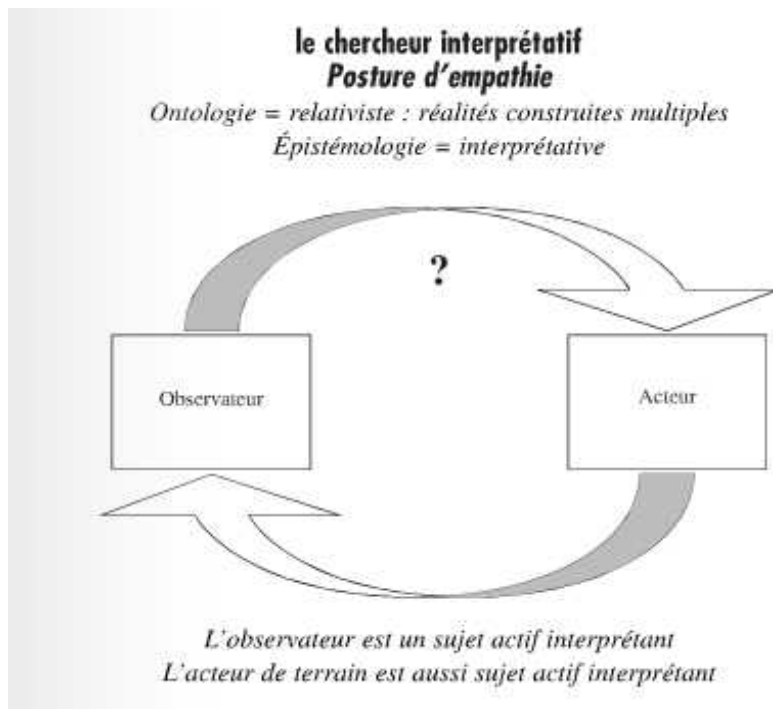 le chercheur interprétatif
Posture d'empathie
Ontologie = relativiste : réalités construites multiples
Épistémologie = interprétative
?
Observateur
Acteur
L'observateur est un sujet actif interprétant
L'acteur de terrain est aussi sujet actif interprétant